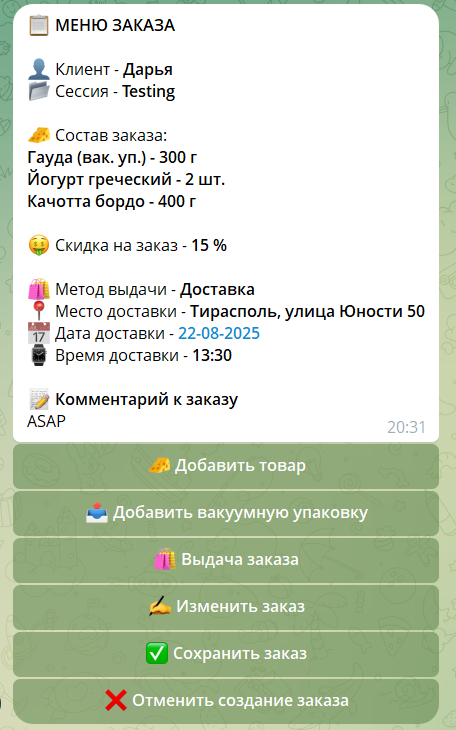 МЕНЮ ЗАКАЗА
Клиент - Дарья
Сессия - Testing
Состав заказа:
Гауда (вак. уп.) - 300 г
Йогурт греческий - 2 шт.
Качотта бордо - 400 г
Скидка на заказ - 15 %
Метод выдачи - Доставка
Место доставки - Тирасполь, улица Юности 50
Дата доставки - 22-08-2025
Время доставки - 13:30
Комментарий к заказу
ASAP
20:31
Добавить товар
Добавить вакуумную упаковку
Выдача заказа
Изменить заказ
Сохранить заказ
Отменить создание заказа